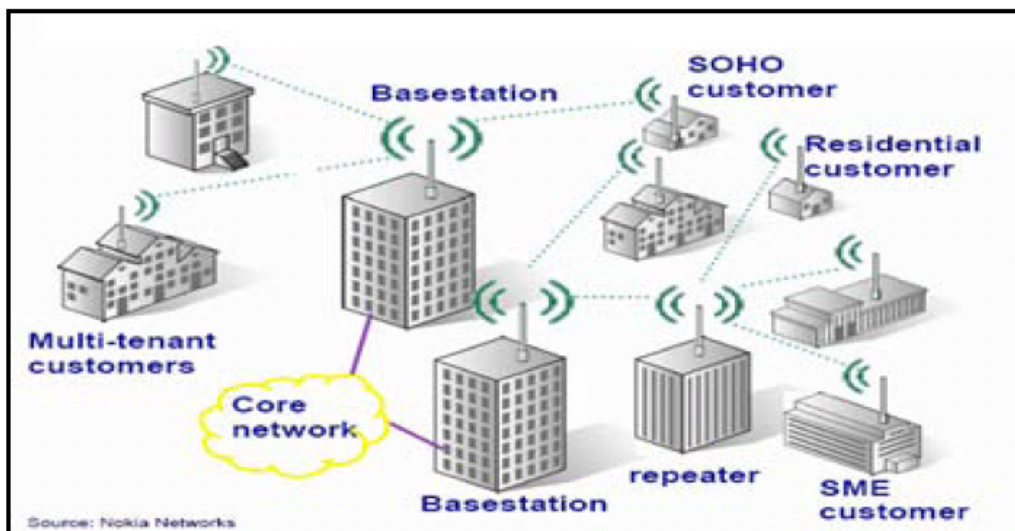 SOHO
customer
Basestation
Residential
customer
Multi-tenant
customers
Core
network
repeater
Basestation
SME
customer
Source: Nokia Networks